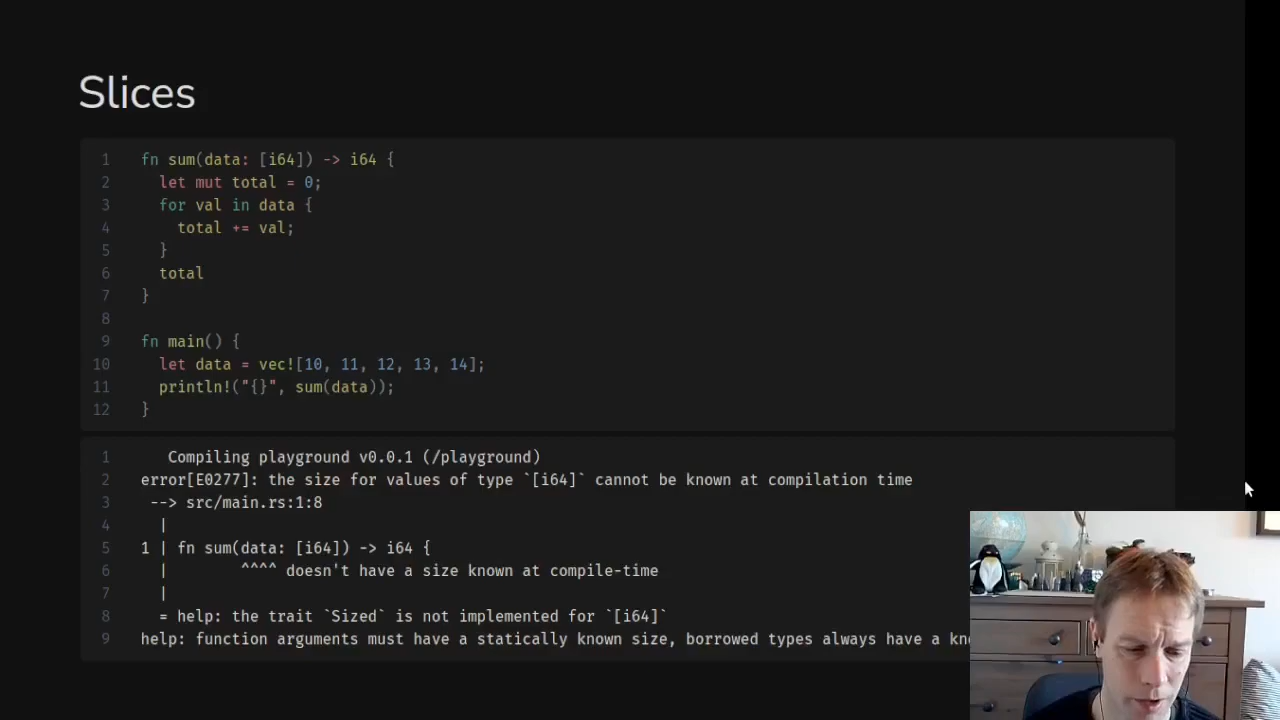 Slices
1 fn sum(data: [i64]) -> i64 {
2 let mut total = 0;
3 for val in data {
4 total += val;
5 }
6 total
7 }
8
9 fn main() {
10 let data = vec![10, 11, 12, 13, 14];
11 println!("{}", sum(data));
12 }
1 Compiling playground v0.0.1 (/playground)
2 error[E0277]: the size for values of type `[i64]` cannot be known at compilation time
3 --> src/main.rs:1:8
4 |
5 1 | fn sum(data: [i64]) -> i64 {
6 | ^^^^ doesn't have a size known at compile-time
7 |
8 = help: the trait `Sized` is not implemented for `[i64]`
9 help: function arguments must have a statically known size, borrowed types always have a